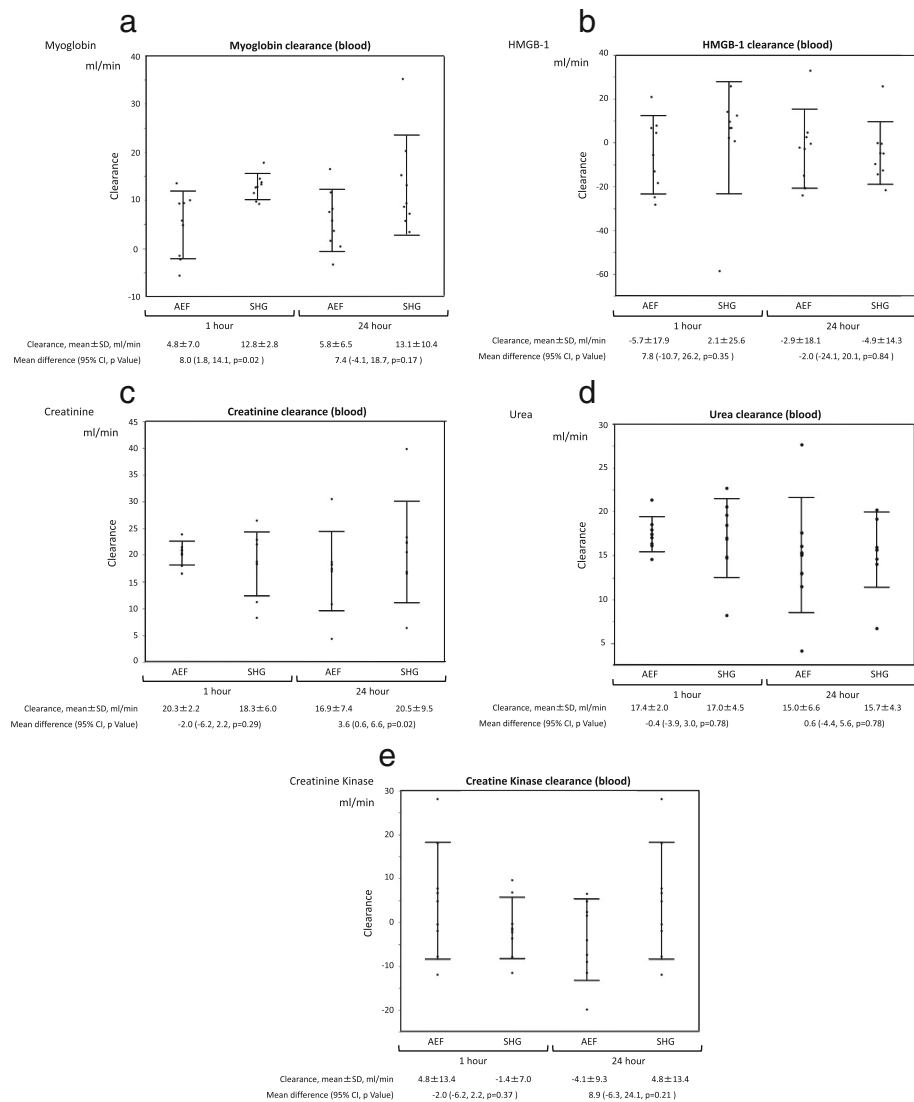 a
Myoglobin
Myoglobin clearance (blood)
ml/min
40
30
20
10
0
-10
Clearance
AEF SHG AEF SHG
1 hour 24 hour
Clearance, mean±SD, ml/min 4.8±7.0 12.8±2.8 5.8±6.5 13.1±10.4
Mean difference (95% CI, p Value) 8.0 (1.8, 14.1, p=0.02 ) 7.4 (-4.1, 18.7, p=0.17 )
b
HMGB-1
HMGB-1 clearance (blood)
ml/min
40
20
0
-20
-40
-60
Clearance
AEF SHG AEF SHG
1 hour 24 hour
Clearance, mean±SD, ml/min -5.7±17.9 2.1±25.6 -2.9±18.1 -4.9±14.3
Mean difference (95% CI, p Value) 7.8 (-10.7, 26.2, p=0.35 ) -2.0 (-24.1, 20.1, p=0.84 )
c
Creatinine
Creatinine clearance (blood)
ml/min
45
40
35
30
25
20
15
10
5
0
Clearance
AEF SHG AEF SHG
1 hour 24 hour
Clearance, mean±SD, ml/min 20.3±2.2 18.3±6.0 16.9±7.4 20.5±9.5
Mean difference (95% CI, p Value) -2.0 (-6.2, 2.2, p=0.29 ) 3.6 (0.6, 6.6, p=0.02 )
d
Urea
Urea clearance (blood)
ml/min
30
25
20
15
10
5
Clearance
AEF SHG AEF SHG
1 hour 24 hour
Clearance, mean±SD, ml/min 17.4±2.0 17.0±4.5 15.0±6.6 15.7±4.3
Mean difference (95% CI, p Value) -0.4 (-3.9, 3.0, p=0.78 ) 0.6 (-4.4, 5.6, p=0.78 )
e
Creatinine Kinase
Creatine Kinase clearance (blood)
ml/min
30
20
10
0
-10
-20
Clearance
AEF SHG AEF SHG
1 hour 24 hour
Clearance, mean±SD, ml/min 4.8±13.4 -1.4±7.0 -4.1±9.3 4.8±13.4
Mean difference (95% CI, p Value) -2.0 (-6.2, 2.2, p=0.37 ) 8.9 (-6.3, 24.1, p=0.21 )